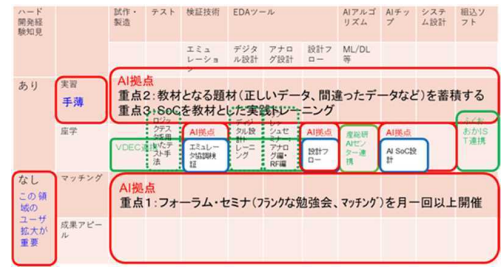 ハード
開発経
験知見
試作・
製造
テスト
検証技術
EDAツール
AIアルゴ
リズム
AIチッ
プ
システ
ム設計
組込ソ
フト
エミュ
レーショ
ン
デジタ
ル設計
アナロ
グ設計
設計フ
ロー
ML/DL
等
あり
実習
手薄
AI拠点
重点2:教材となる題材(正しいデータ、間違ったデータなど)を蓄積する
重点3:SoCを教材とした実践トレーニング
座学
VDEC連携
AI拠点
エミュレー
タ協調検
証
AI拠点
設計フ
ロー
産総研
AIセン
ター連
携
AI拠点
AI SoC設
計
おかIS
T連携
なし
この領
域の
ユーザ
拡大が
重要
マッチング
AI拠点
重点1:フォーラム・セミナ(フランクな勉強会、マッチング)を月一回以上開催
成果アピー
ル